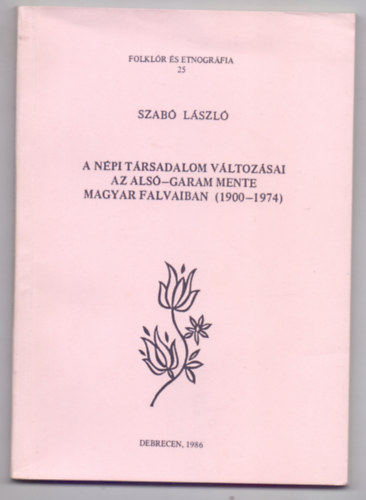 FOLKLÓR ÉS ETNOGRÁFIA
25
SZABÓ LÁSZLÓ
A NÉPI TÁRSADALOM VÁLTOZÁSAI
AZ ALSÓ–GARAM MENTE
MAGYAR FALVAIBAN (1900–1974)
DEBRECEN, 1986